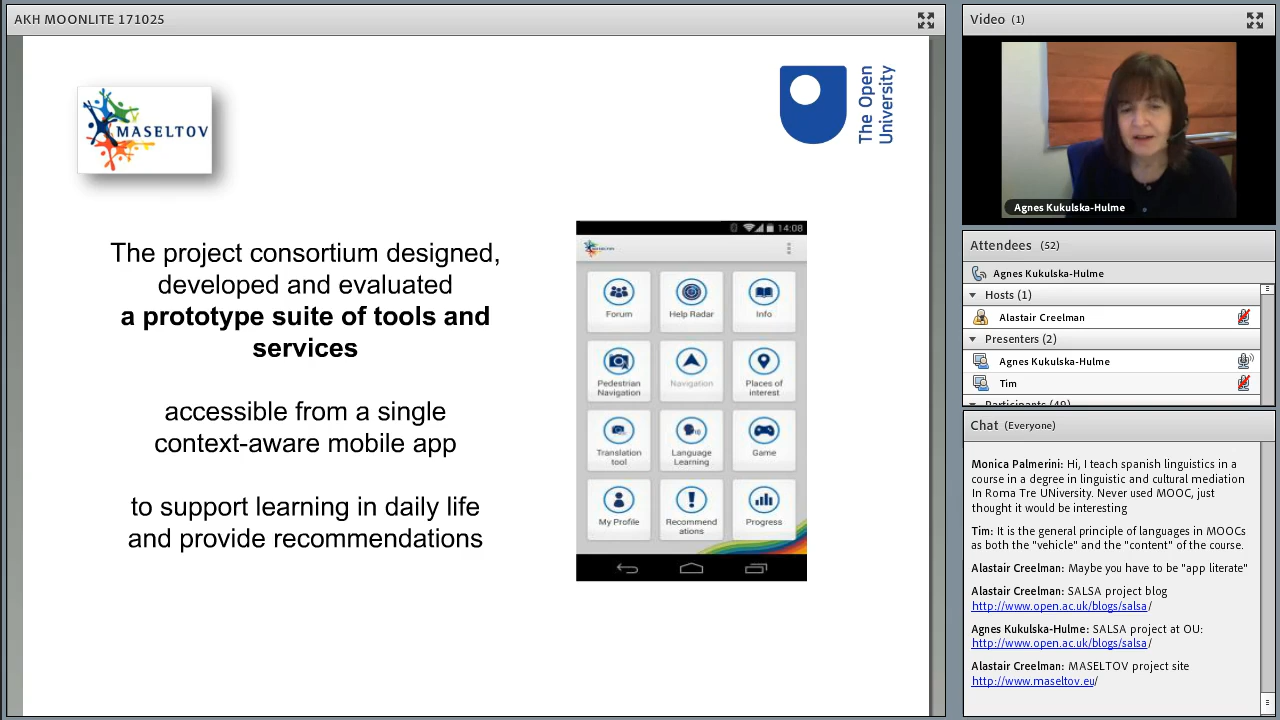 AKH MOONLITE 171025
MASELTOV
The Open
University
The project consortium designed,
developed and evaluated
a prototype suite of tools and
services
accessible from a single
context-aware mobile app
to support learning in daily life
and provide recommendations
14:08
MASELTOV
Forum
Help Radar
Info
Pedestrian
Navigation
Navigation
Places of
interest
Translation
tool
Language
Learning
Game
My Profile
Recommend
ations
Progress
Video (1)
Agnes Kukulska-Hulme
Attendees (52)
Agnes Kukulska-Hulme
Hosts (1)
Alastair Creelman
Presenters (2)
Agnes Kukulska-Hulme
Tim
Participants (49)
Chat (Everyone)
Monica Palmerini: Hi, I teach spanish linguistics in a
course in a degree in linguistic and cultural mediation
In Roma Tre UNiversity. Never used MOOC, just
thought it would be interesting
Tim: It is the general principle of languages in MOOCs
as both the "vehicle" and the "content" of the course.
Alastair Creelman: Maybe you have to be "app literate"
Alastair Creelman: SALSA project blog
http://www.open.ac.uk/blogs/salsa/
Agnes Kukulska-Hulme: SALSA project at OU:
http://www.open.ac.uk/blogs/salsa/
Alastair Creelman: MASELTOV project site
http://www.maseltov.eu/